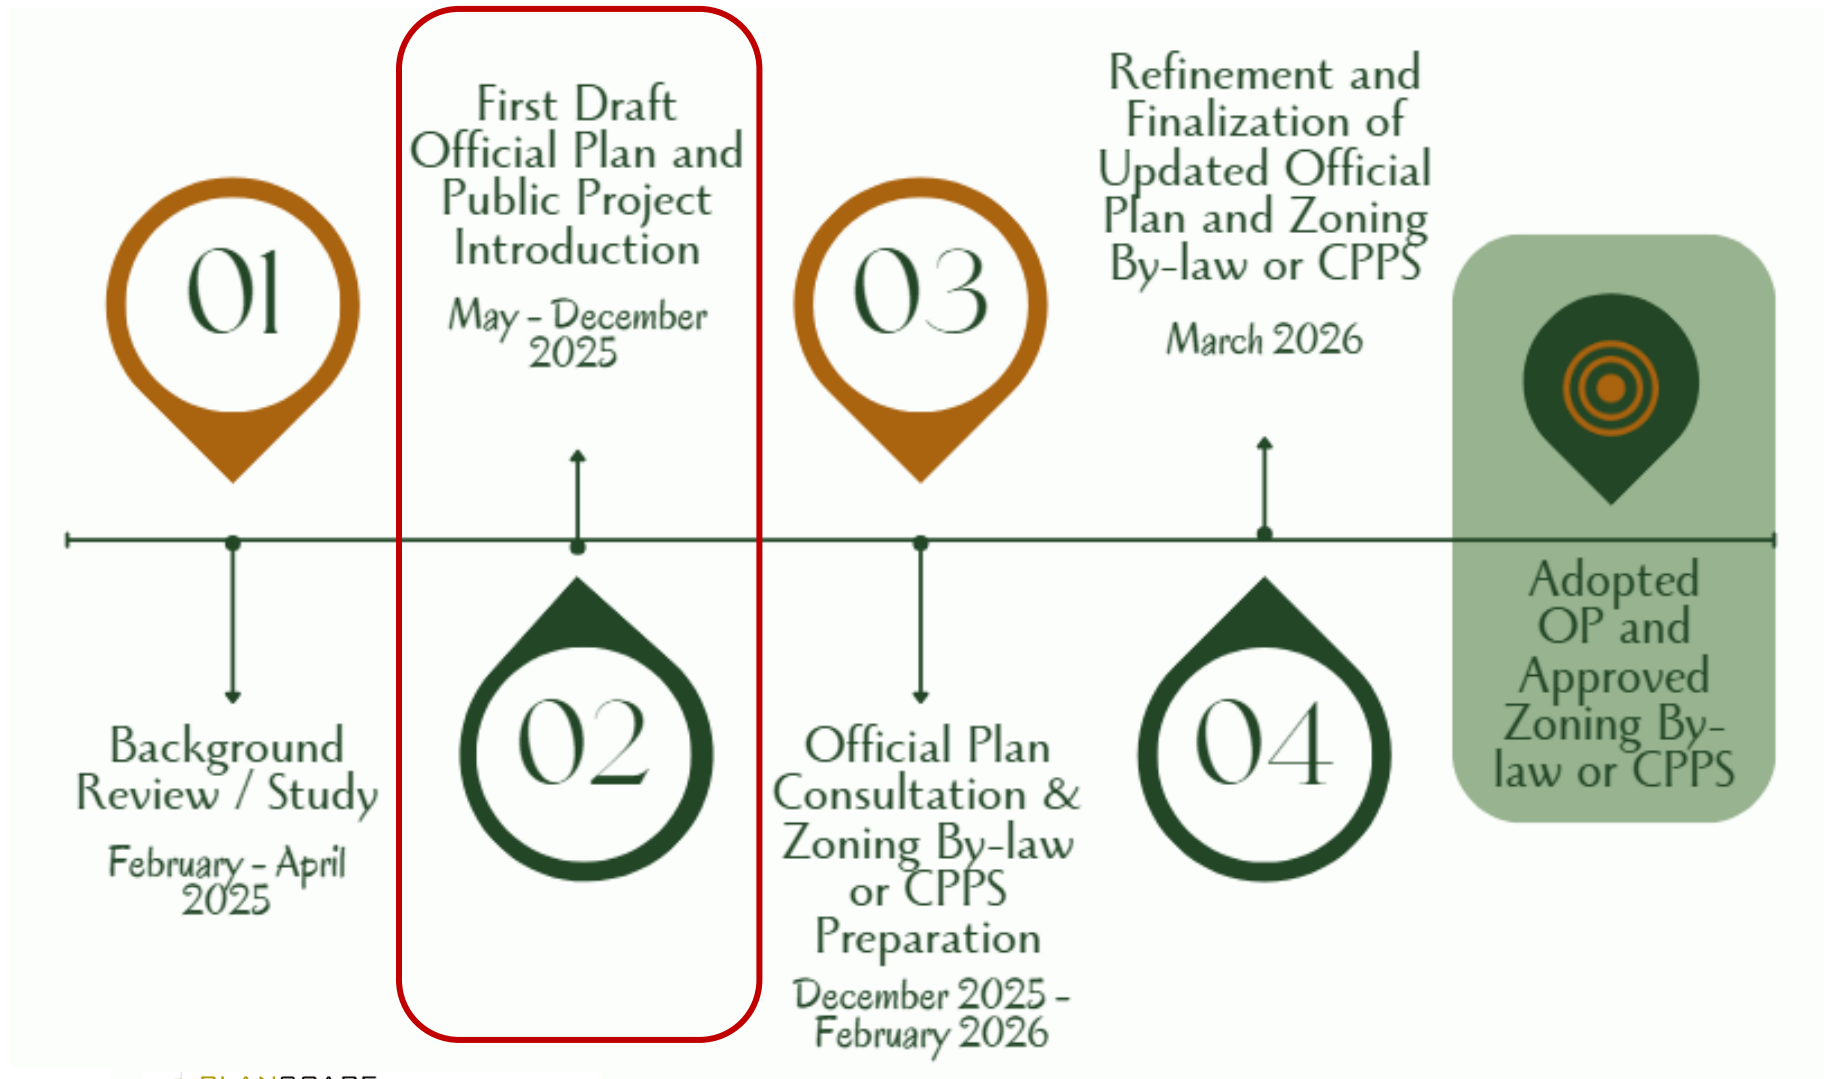 01
Background
Review / Study
February - April
2025
First Draft
Official Plan and
Public Project
Introduction
May - December
2025
02
03
Official Plan
Consultation &
Zoning By-law
or CPPS
Preparation
December 2025 -
February 2026
Refinement and
Finalization of
Updated Official
Plan and Zoning
By-law or CPPS
March 2026
04
Adopted
OP and
Approved
Zoning By-
law or CPPS